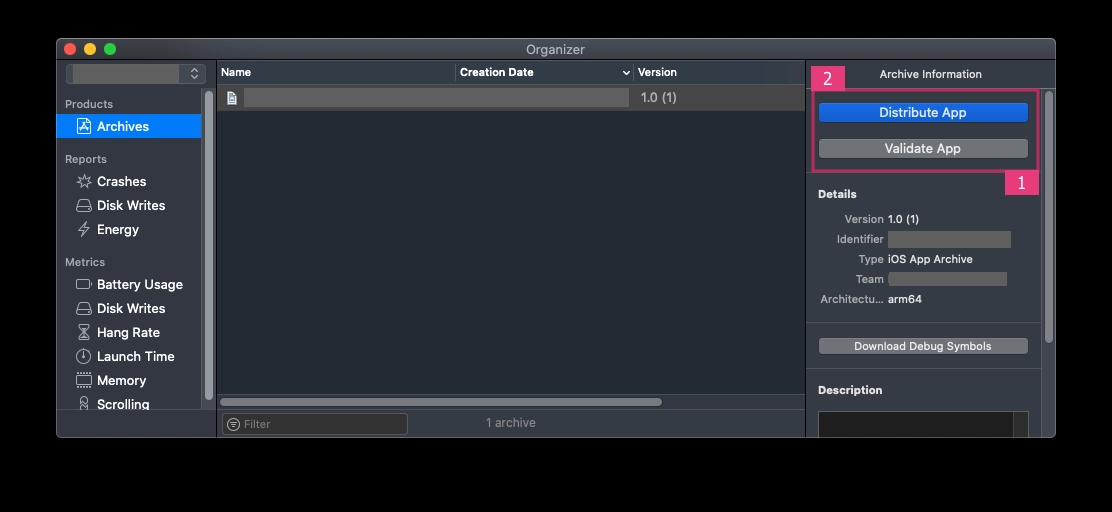 Organizer
Name Creation Date Version
2
Archive Information
Products
1.0 (1)
Distribute App
Archives
Validate App
Reports
1
Crashes
Details
Disk Writes
Version 1.0 (1)
Energy
Identifier
Type iOS App Archive
Metrics
Team
Battery Usage
Architectu... arm64
Disk Writes
Hang Rate
Download Debug Symbols
Launch Time
Memory
Description
Scrolling
Filter
1 archive